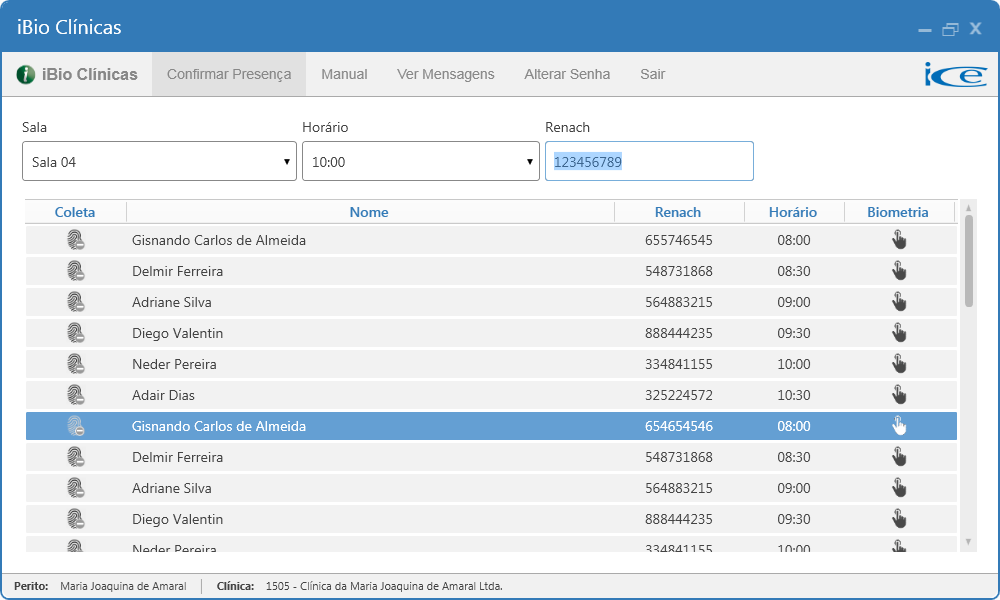 iBio Clínicas
iBio Clínicas Confirmar Presença Manual Ver Mensagens Alterar Senha Sair ice
Sala Horário Renach
Sala 04 10:00 123456789
Coleta Nome Renach Horário Biometria
Gisnando Carlos de Almeida 655746545 08:00
Delmir Ferreira 548731868 08:30
Adriane Silva 564883215 09:00
Diego Valentin 888444235 09:30
Neder Pereira 334841155 10:00
Adair Dias 325224572 10:30
Gisnando Carlos de Almeida 654654546 08:00
Delmir Ferreira 548731868 08:30
Adriane Silva 564883215 09:00
Diego Valentin 888444235 09:30
Neder Pereira 334841155 10:00
Perito: Maria Joaquina de Amaral Clínica: 1505 - Clínica da Maria Joaquina de Amaral Ltda.